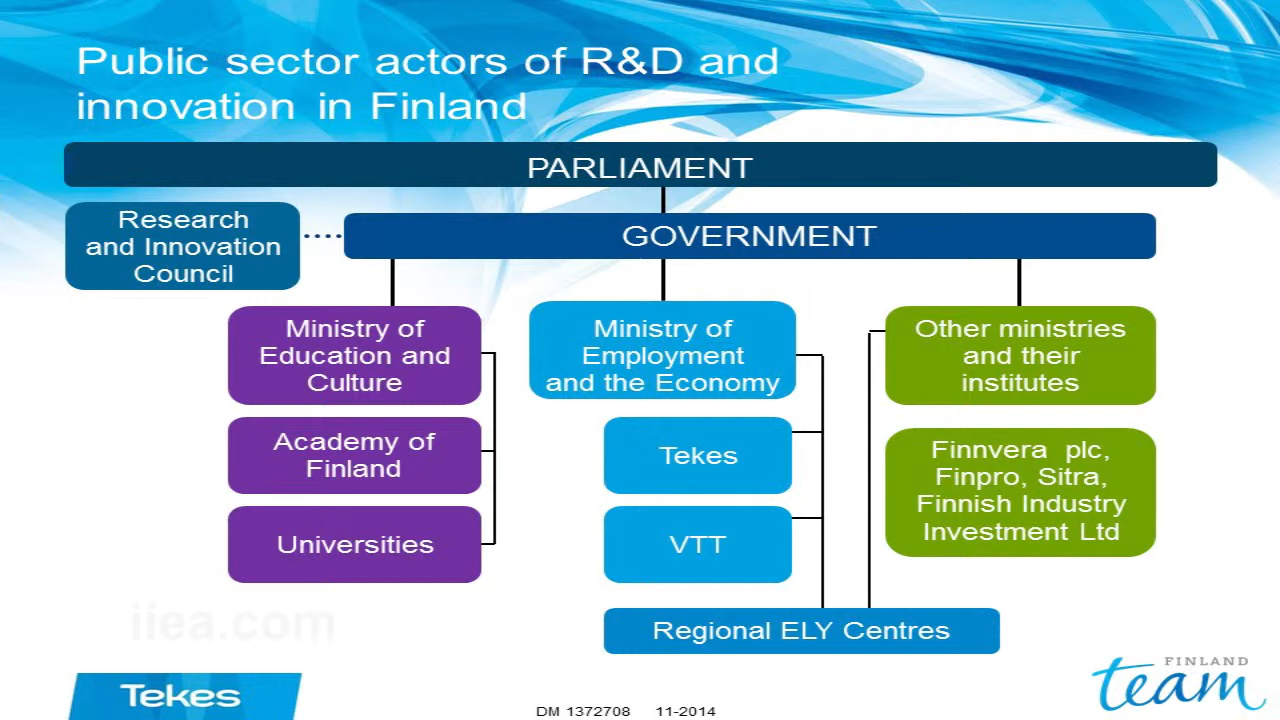 Public sector actors of R&D and
innovation in Finland
PARLIAMENT
Research
and Innovation
Council
GOVERNMENT
Ministry of
Education and
Culture
Ministry of
Employment
and the Economy
Other ministries
and their
institutes
Academy of
Finland
Tekes
Finnvera plc,
Finpro, Sitra,
Finnish Industry
Investment Ltd
Universities
VTT
Regional ELY Centres
iiea.com
Tekes
DM 1372708 11-2014
FINLAND
team